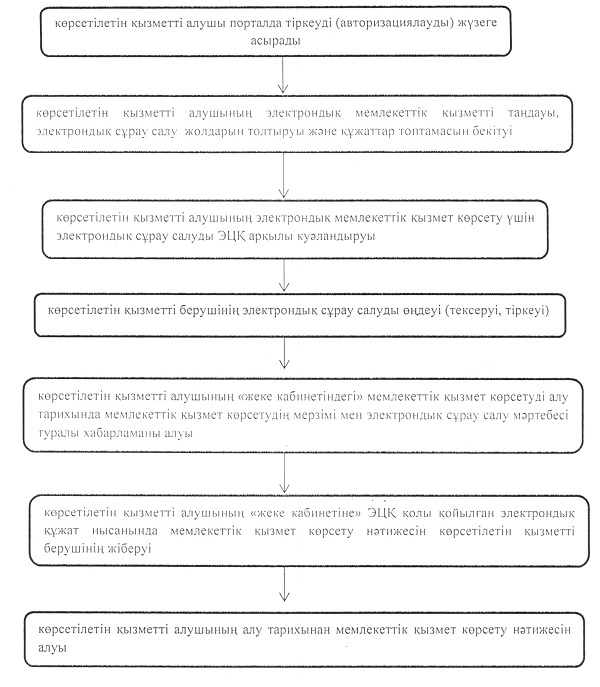 көрсетілетін қызметті алушы порталда тіркеуді (авторизациялауды) жүзеге
асырады
көрсетілетін қызметті алушының электрондық мемлекеттік қызметті таңдауы,
электрондық сұрау салу жолдарын толтыруы және құжаттар топтамасын бекітуі
көрсетілетін қызметті алушының электрондық мемлекеттік қызмет көрсету үшін
электрондық сұрау салуды ЭЦҚ арқылы куәландыруы
көрсетілетін қызметті берушінің электрондық сұрау салуды өңдеуі (тексеруі, тіркеуі)
көрсетілетін қызметті алушының «жеке кабинетіндегі» мемлекеттік қызмет көрсетуді алу
тарихында мемлекеттік қызмет көрсетудің мерзімі мен электрондық сұрау салу мәртебесі
туралы хабарламаны алуы
көрсетілетін қызметті алушының «жеке кабинетіне» ЭЦҚ қолы қойылған электрондық
құжат нысанында мемлекеттік қызмет көрсету нәтижесін көрсетілетін қызметті
берушінің жіберуі
көрсетілетін қызметті алушының алу тарихынан мемлекеттік қызмет көрсету нәтижесін
алуы